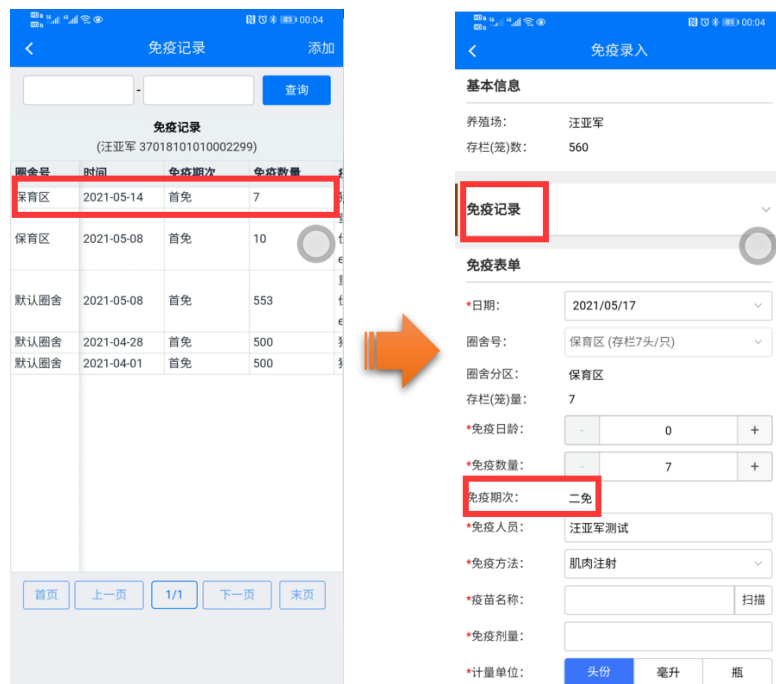 00:04
免疫记录
添加
-
查询
免疫记录
(汪亚军 37018101010002299)
圈舍号 时间 免疫期次 免疫数量
保育区 2021-05-14 首免 7
保育区 2021-05-08 首免 10
默认圈舍 2021-05-08 首免 553
默认圈舍 2021-04-28 首免 500
默认圈舍 2021-04-01 首免 500
首页 上一页 1/1 下一页 末页
00:04
免疫录入
基本信息
养殖场: 汪亚军
存栏(笼)数: 560
免疫记录
免疫表单
*日期: 2021/05/17
圈舍号: 保育区 (存栏7头/只)
圈舍分区: 保育区
存栏(笼)量: 7
*免疫日龄: - 0 +
*免疫数量: - 7 +
免疫期次: 二免
*免疫人员: 汪亚军测试
*免疫方法: 肌肉注射
*疫苗名称: 扫描
*免疫剂量:
*计量单位: 头份 毫升 瓶